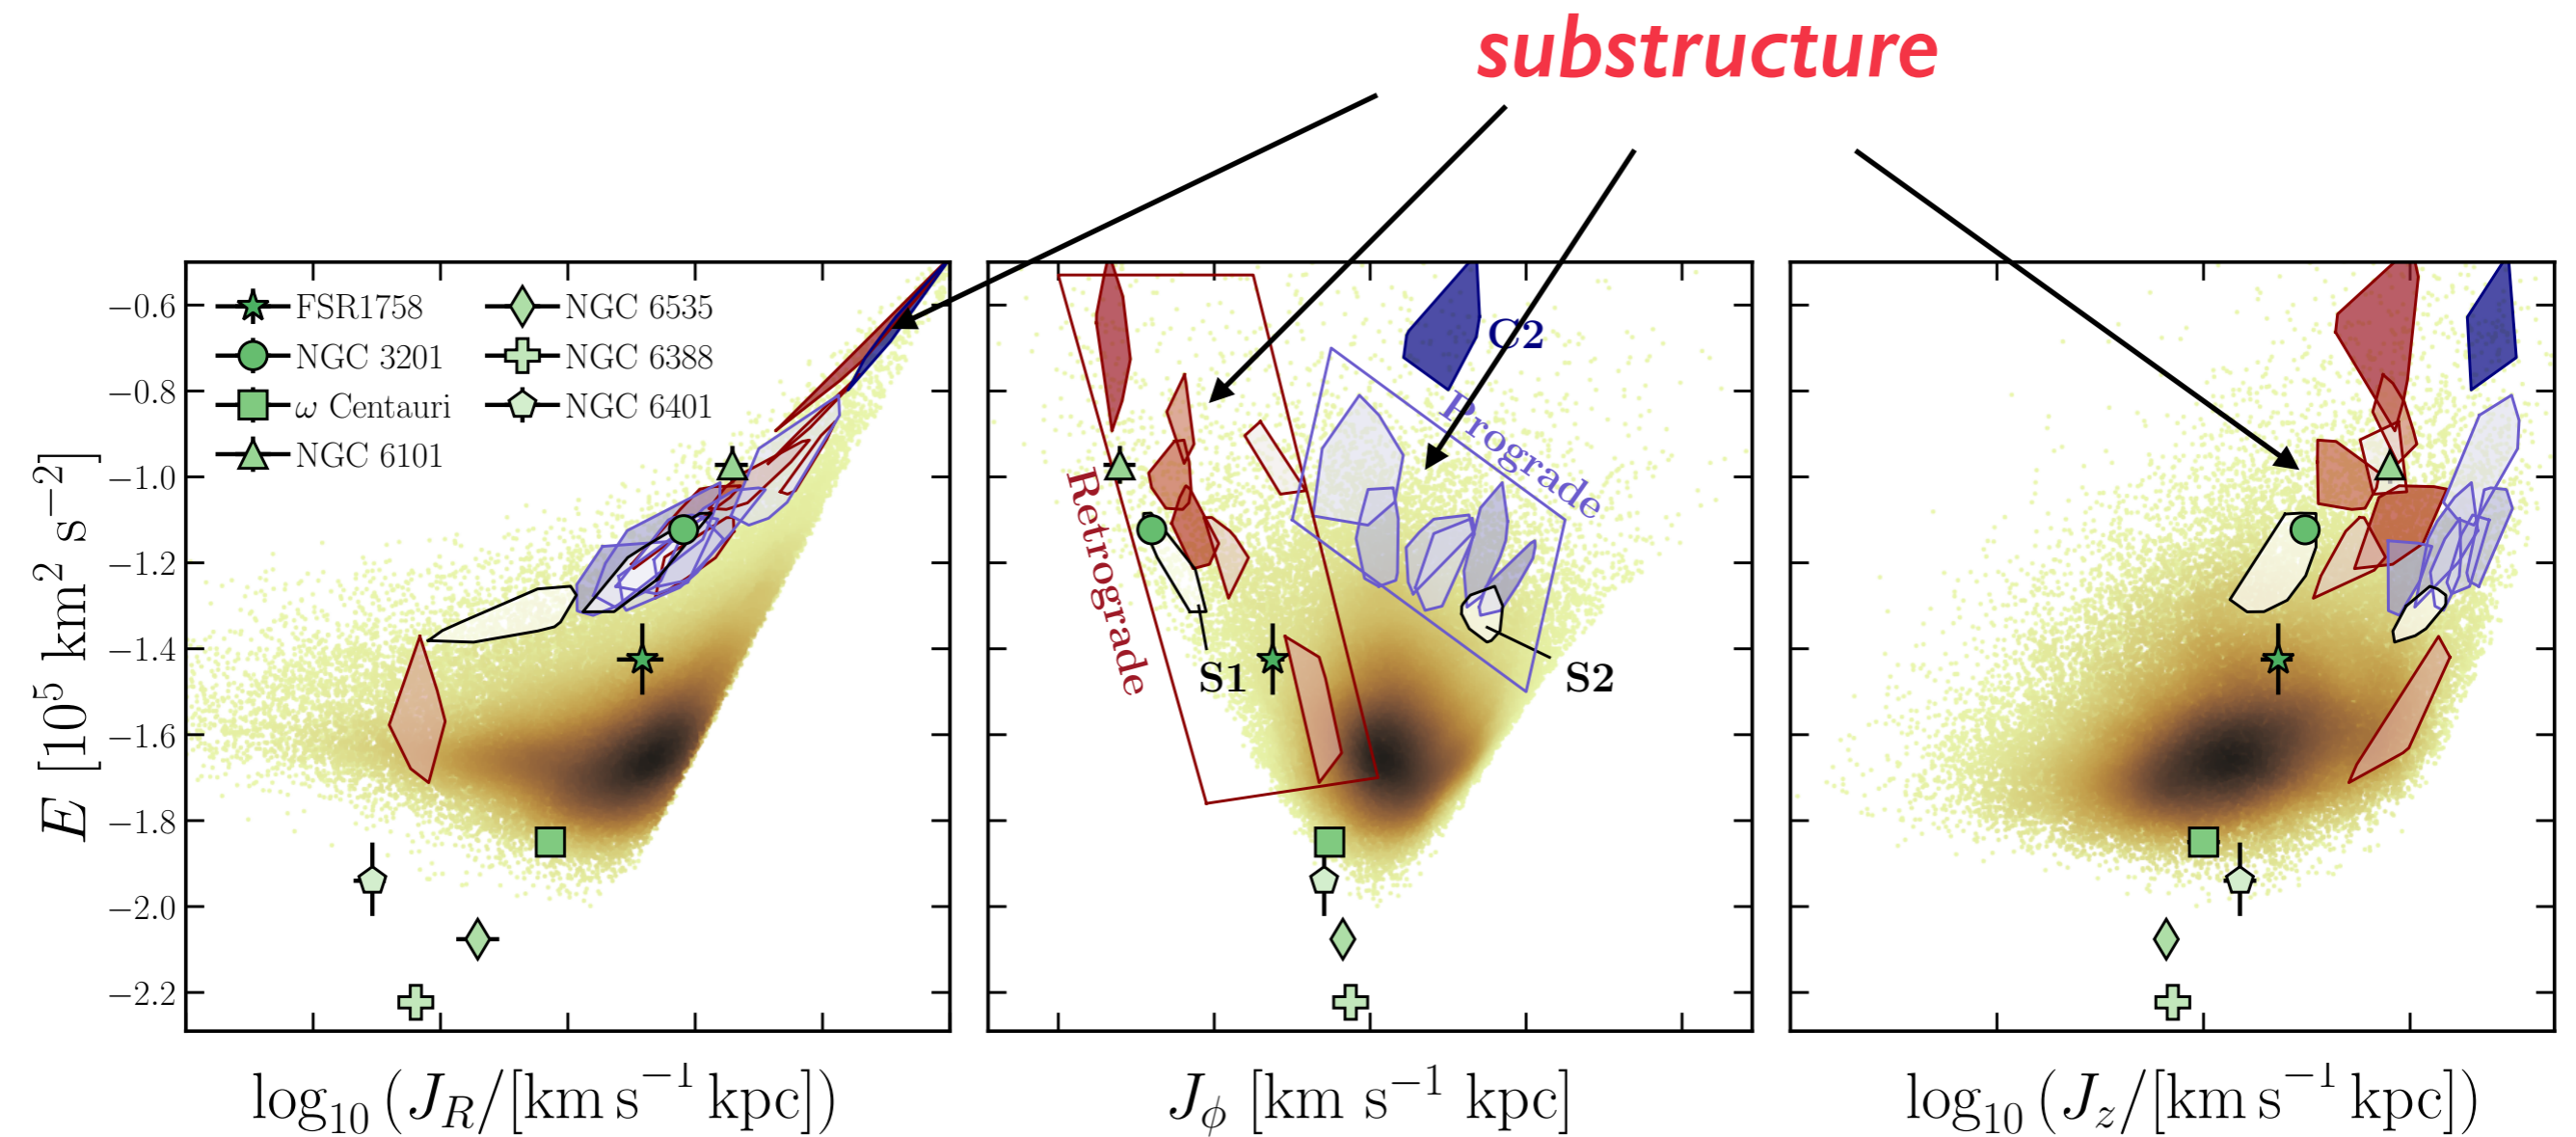 substructure
FSR1758
NGC 3201
ω Centauri
NGC 6101
NGC 6535
NGC 6388
NGC 6401
−0.6
−0.8
−1.0
−1.2
−1.4
−1.6
−1.8
−2.0
−2.2
E [10⁵ km² s⁻²]
C2
Prograde
Retrograde
S1
S2
log₁₀ (J_R/[km s⁻¹ kpc])
J_ϕ [km s⁻¹ kpc]
log₁₀ (J_z/[km s⁻¹ kpc])